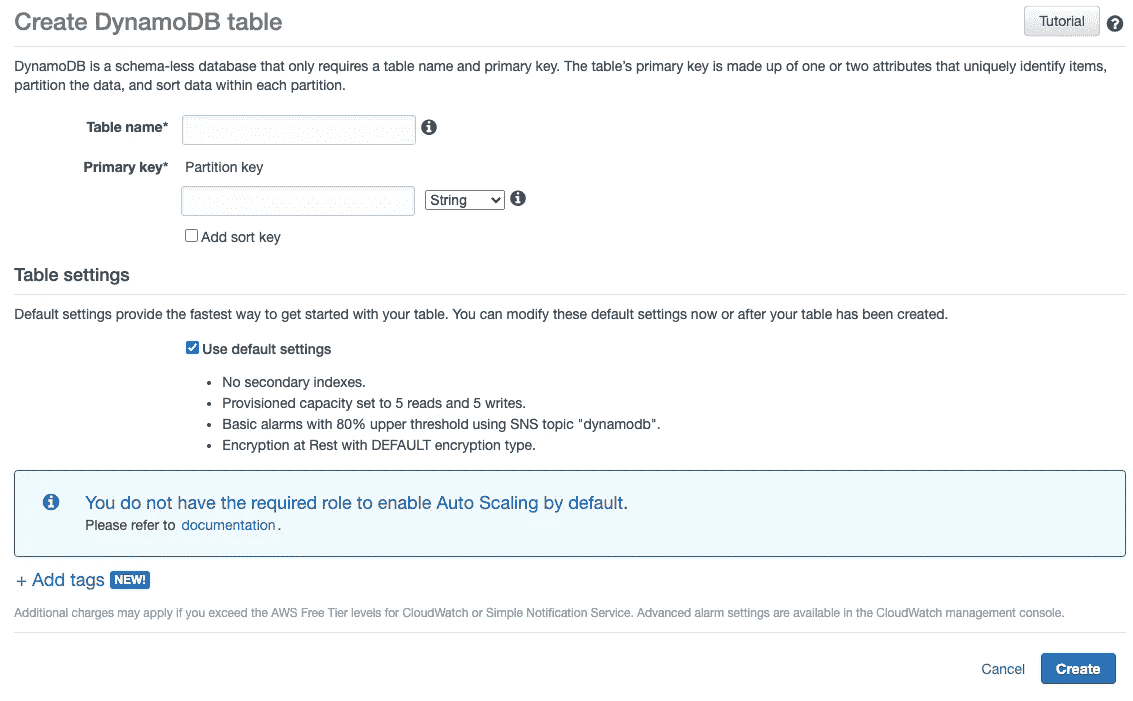 Create DynamoDB table
Tutorial
DynamoDB is a schema-less database that only requires a table name and primary key. The table's primary key is made up of one or two attributes that uniquely identify items,
partition the data, and sort data within each partition.
Table name*
Primary key* Partition key
String
Add sort key
Table settings
Default settings provide the fastest way to get started with your table. You can modify these default settings now or after your table has been created.
Use default settings
• No secondary indexes.
• Provisioned capacity set to 5 reads and 5 writes.
• Basic alarms with 80% upper threshold using SNS topic "dynamodb".
• Encryption at Rest with DEFAULT encryption type.
You do not have the required role to enable Auto Scaling by default.
Please refer to documentation.
+ Add tags NEW!
Additional charges may apply if you exceed the AWS Free Tier levels for CloudWatch or Simple Notification Service. Advanced alarm settings are available in the CloudWatch management console.
Cancel Create